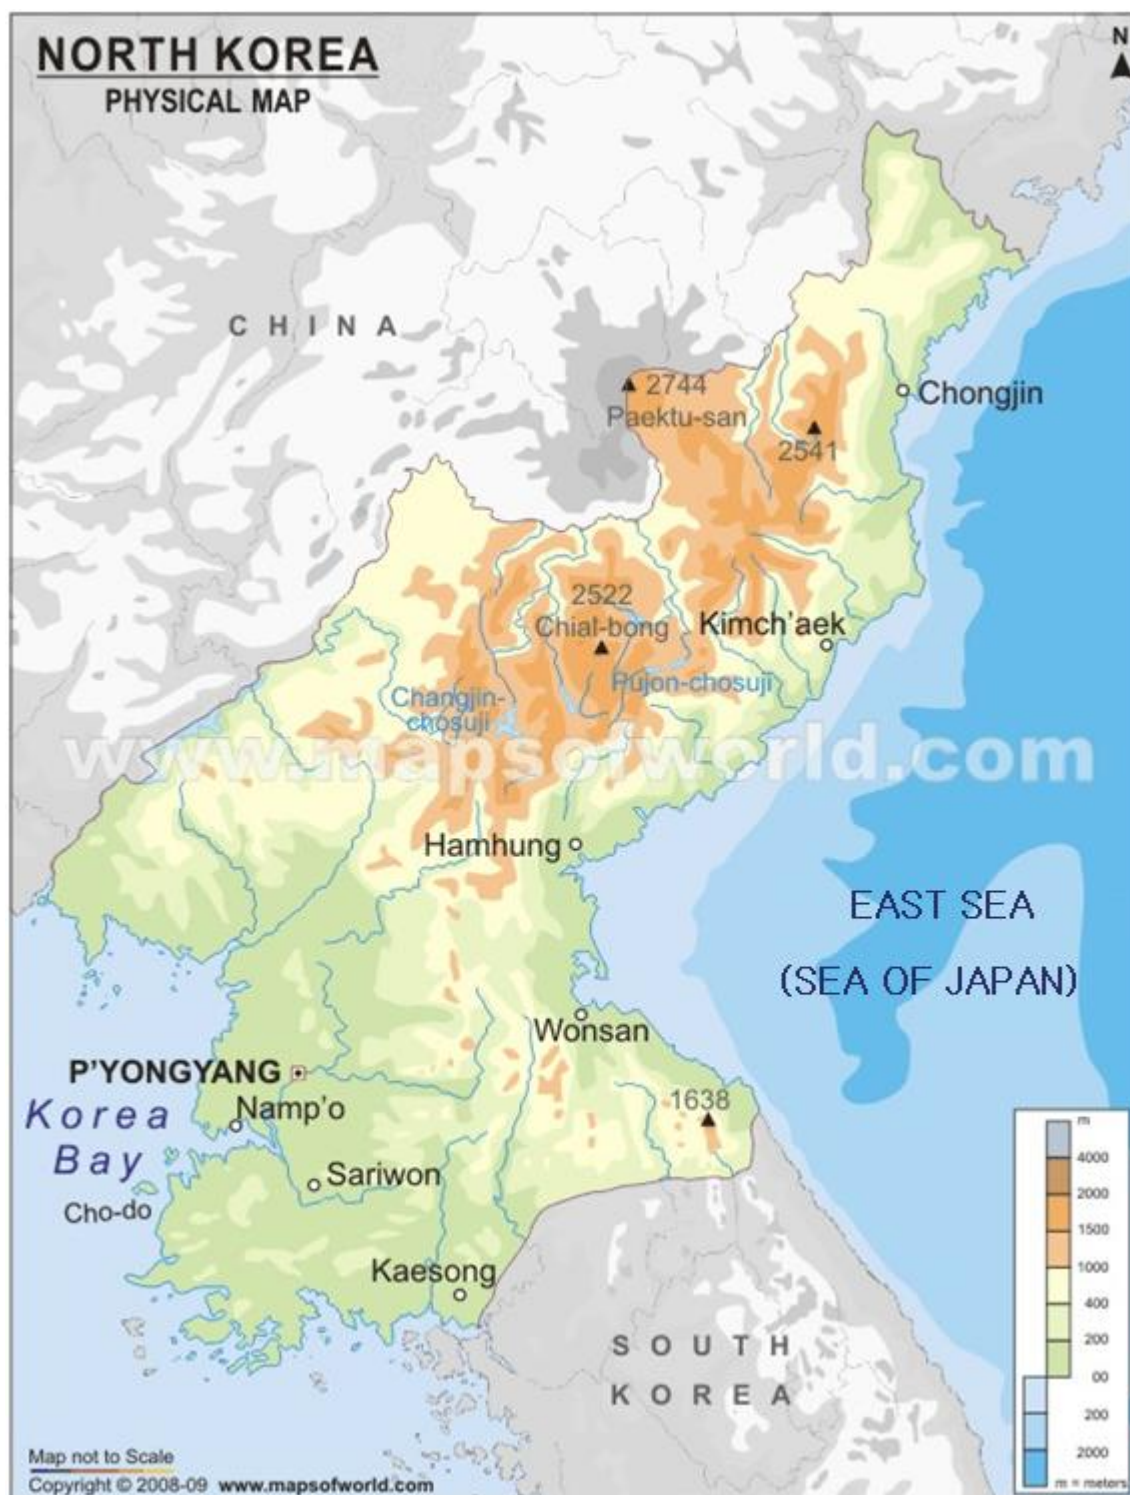 NORTH KOREA
PHYSICAL MAP
N
C H I N A
2744
Paektu-san
Chongjin
2541
2522
Chial-bong
Kimch'aek
Pujon-chosuji
Changjin-
chosuji
www.mapsofworld.com
Hamhung
EAST SEA
(SEA OF JAPAN)
Wonsan
P'YONGYANG
Korea
Bay
Namp'o
1638
Sariwon
Cho-do
Kaesong
S O U T H
K O R E A
m
4000
2000
1500
1000
400
200
00
200
2000
m = meters
Map not to Scale
Copyright © 2008-09 www.mapsofworld.com